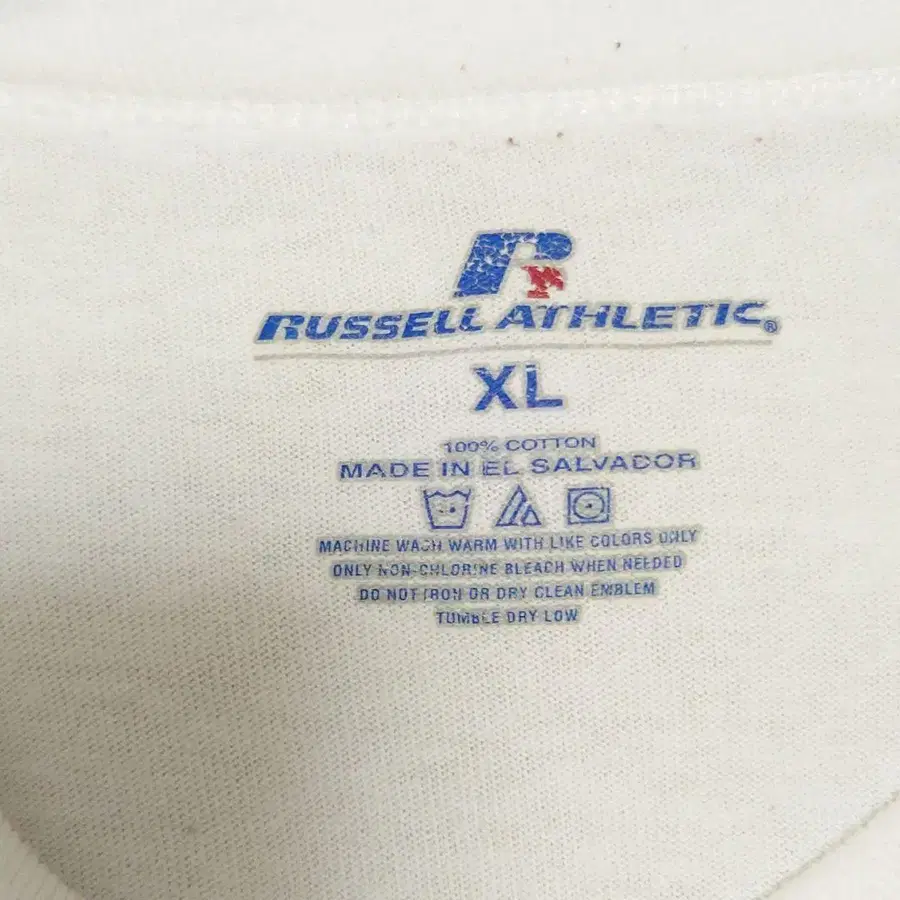 R
RUSSELL ATHLETIC®
XL
100% COTTON
MADE IN EL SALVADOR
MACHINE WASH WARM WITH LIKE COLORS ONLY
ONLY NON-CHLORINE BLEACH WHEN NEEDED
DO NOT IRON OR DRY CLEAN EMBLEM
TUMBLE DRY LOW